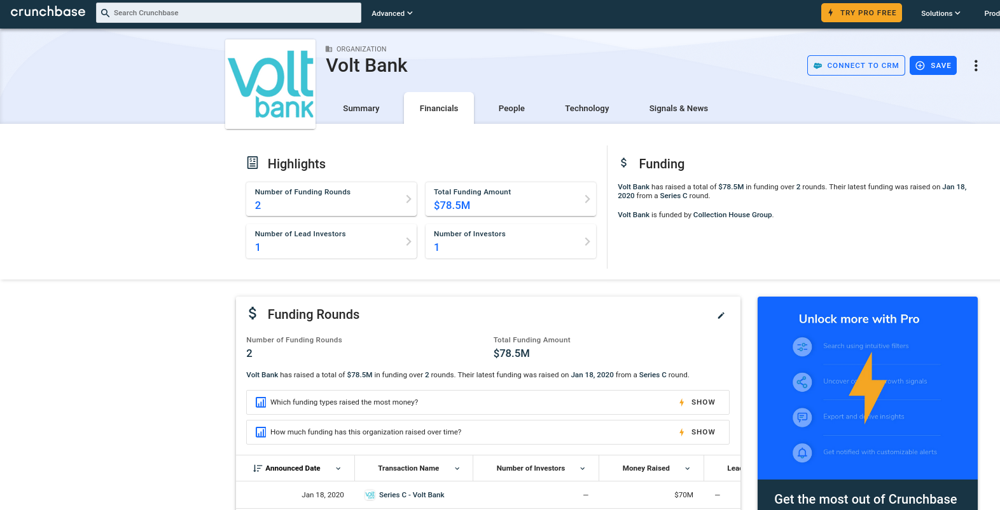 crunchbase
Search Crunchbase
Advanced
TRY PRO FREE
Solutions
Prod
volt
bank
ORGANIZATION
Volt Bank
CONNECT TO CRM
SAVE
Summary
Financials
People
Technology
Signals & News
Highlights
Number of Funding Rounds
2
Total Funding Amount
$78.5M
Number of Lead Investors
1
Number of Investors
1
Funding
Volt Bank has raised a total of $78.5M in funding over 2 rounds. Their latest funding was raised on Jan 18,
2020 from a Series C round.
Volt Bank is funded by Collection House Group.
Funding Rounds
Number of Funding Rounds
2
Total Funding Amount
$78.5M
Volt Bank has raised a total of $78.5M in funding over 2 rounds. Their latest funding was raised on Jan 18, 2020 from a Series C round.
Which funding types raised the most money?
SHOW
How much funding has this organization raised over time?
SHOW
Announced Date
Transaction Name
Number of Investors
Money Raised
Lea
Jan 18, 2020
volt
Series C - Volt Bank
—
$70M
—
Unlock more with Pro
Search using intuitive filters
Uncover signals
Export and insights
Get notified with customizable alerts
Get the most out of Crunchbase